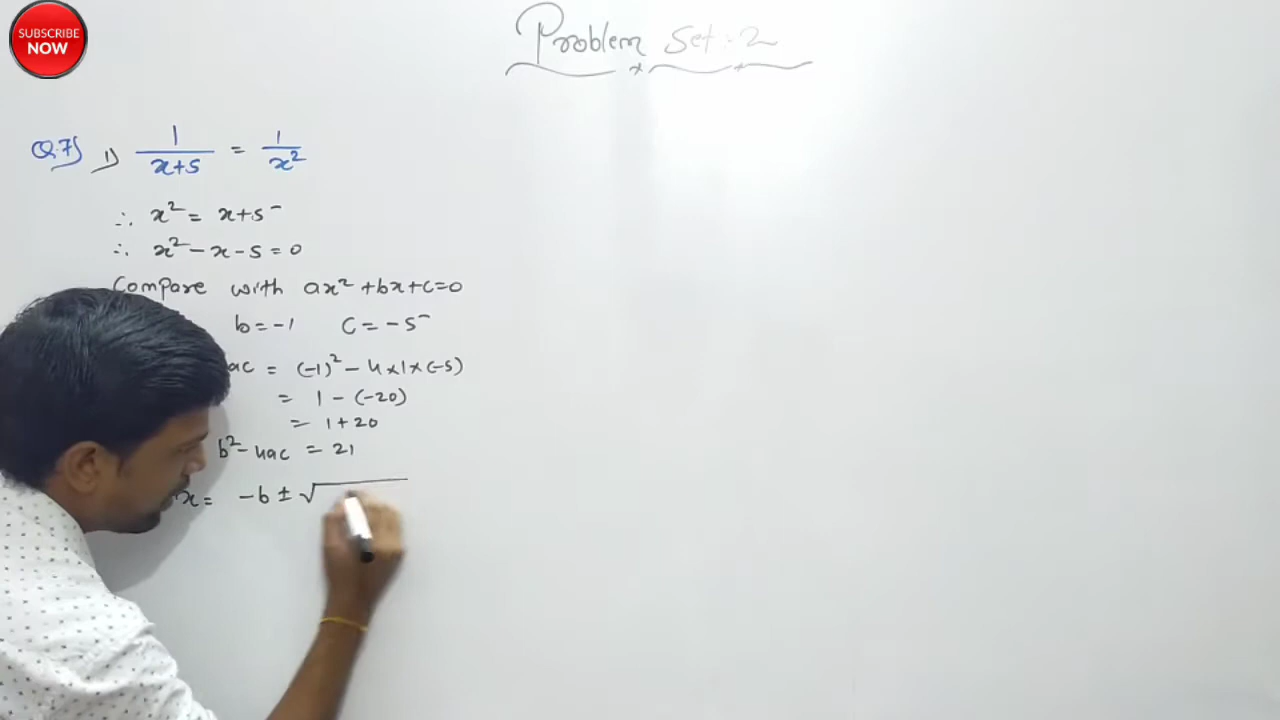 SUBSCRIBE
NOW
Problem Set : 2
Q.7) 1) 1/(x+5) = 1/x²
∴ x² = x+5
∴ x² - x - 5 = 0
Compare with ax² + bx + c = 0
b = -1 c = -5
ac = (-1)² - 4×1×(-5)
= 1 - (-20)
= 1 + 20
b² - 4ac = 21
x = -b ± √